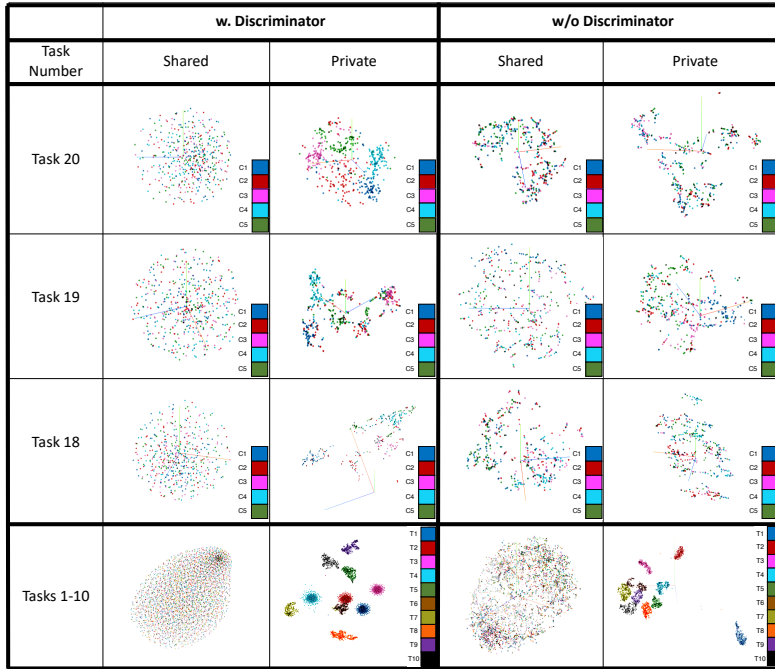 w. Discriminator w/o Discriminator
Task Number Shared Private Shared Private
Task 20
C1 C1 C1 C1
C2 C2 C2 C2
C3 C3 C3 C3
C4 C4 C4 C4
C5 C5 C5 C5
Task 19
C1 C1 C1 C1
C2 C2 C2 C2
C3 C3 C3 C3
C4 C4 C4 C4
C5 C5 C5 C5
Task 18
C1 C1 C1 C1
C2 C2 C2 C2
C3 C3 C3 C3
C4 C4 C4 C4
C5 C5 C5 C5
Tasks 1-10
T1 T1
T2 T2
T3 T3
T4 T4
T5 T5
T6 T6
T7 T7
T8 T8
T9 T9
T10 T10